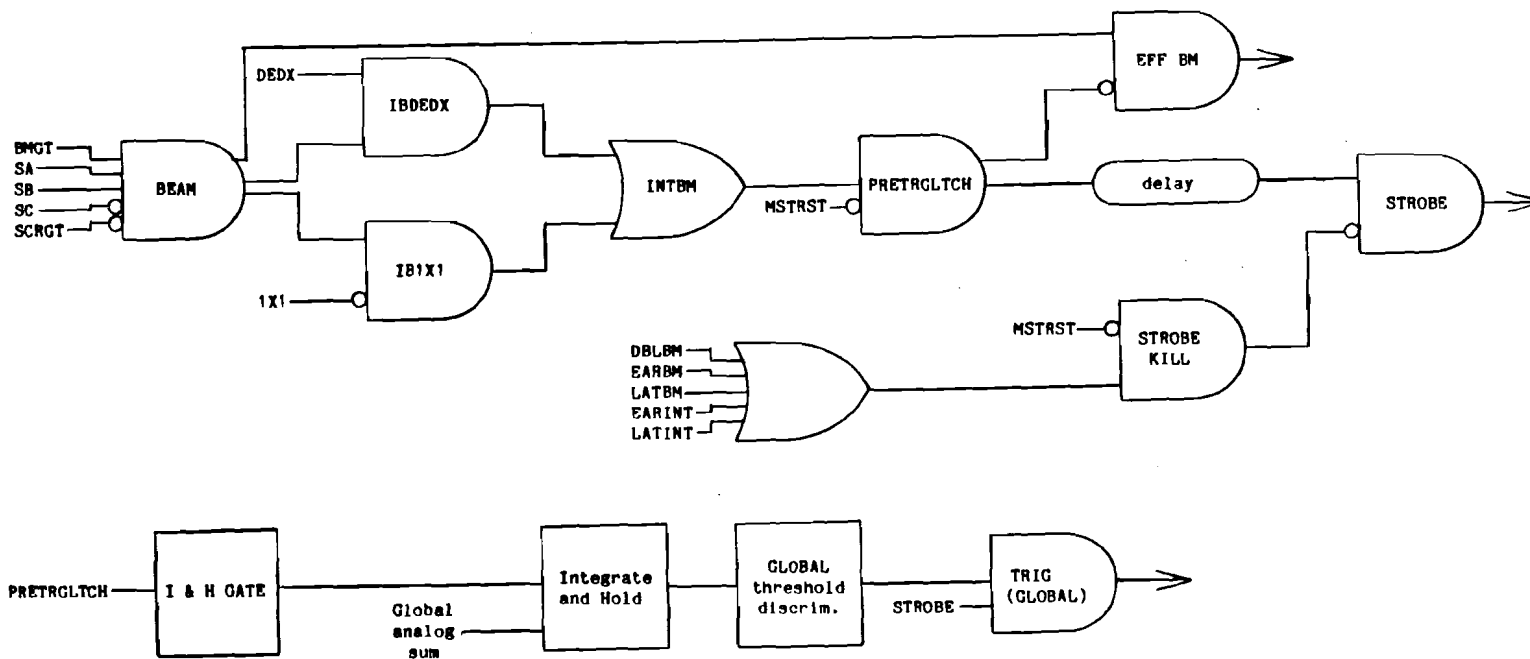 EFF BM
DEDX
IBDEDX
BMGT
SA
SB
SC
SCRGT
BEAM
INTBM
MSTRST
PRETRGLTCH
delay
STROBE
IB1X1
1X1
MSTRST
STROBE
KILL
DBLBM
EARBM
LATBM
EARINT
LATINT
PRETRGLTCH
I & H GATE
Global
analog
sum
Integrate
and Hold
GLOBAL
threshold
discrim.
STROBE
TRIG
(GLOBAL)